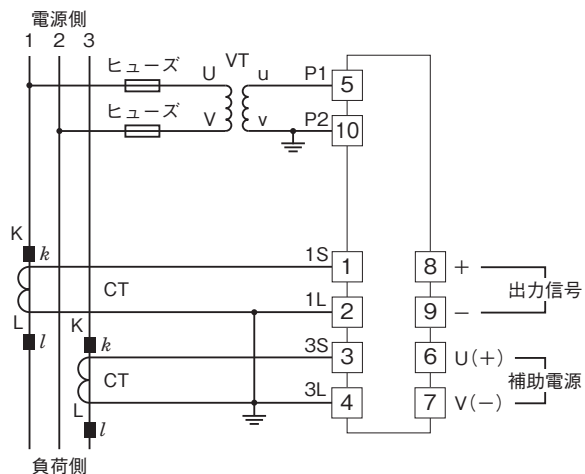 電源側
1 2 3
ヒューズ U VT u P1 5
ヒューズ V v P2 10
K k 1S 1 8 +
CT 出力信号
L l 1L 2 9 −
K k 3S 3 6 U(+)
CT 補助電源
L l 3L 4 7 V(−)
負荷側